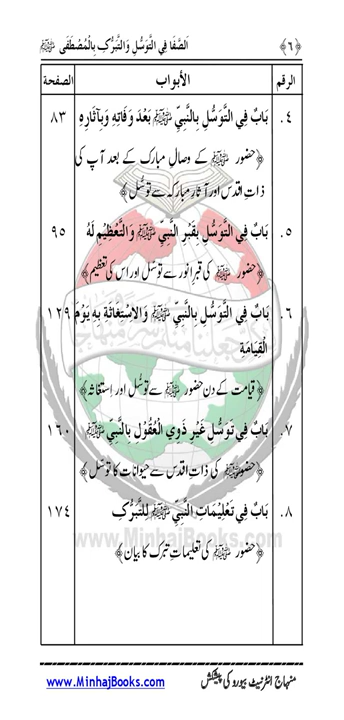 ﴿٦﴾ اَلصَّفَا فِي التَّوَسُّلِ وَالتَّبَرُّكِ بِالْمُصْطَفَى ﷺ
الرقم الأبواب الصفحة
٤. بَابٌ فِي التَّوَسُّلِ بِالنَّبِيِّ ﷺ بَعْدَ وَفَاتِهِ وَبِآثَارِهِ ٨٣
﴿حضور ﷺ کے وصالِ مبارک کے بعد آپ کی
ذاتِ اقدس اور آثارِ مبارکہ سے توسُّل﴾
٥. بَابٌ فِي التَّوَسُّلِ بِقَبْرِ النَّبِيِّ ﷺ وَالتَّعْظِيْمِ لَهُ ٩٥
﴿حضور ﷺ کی قبرِ انور سے توسّل اور اس کی تعظیم﴾
٦. بَابٌ فِي التَّوَسُّلِ بِالنَّبِيِّ ﷺ وَالِاسْتِغَاثَةِ بِهِ يَوْمَ ١٢٩
الْقِيَامَةِ
﴿قیامت کے دن حضور ﷺ سے توسُّل اور اِستغاثہ﴾
٧. بَابٌ فِي تَوَسُّلِ غَيْرِ ذَوِي الْعُقُوْلِ بِالنَّبِيِّ ﷺ ١٦٠
﴿حضور ﷺ کی ذاتِ اقدس سے حیوانات کا توسُّل﴾
٨. بَابٌ فِي تَعْلِيْمَاتِ النَّبِيِّ ﷺ لِلتَّبَرُّكِ ١٧٤
﴿حضور ﷺ کی تعلیماتِ تبرک کا بیان﴾
www.MinhajBooks.com
منہاج انٹرنیٹ بیورو کی پیشکش www.MinhajBooks.com